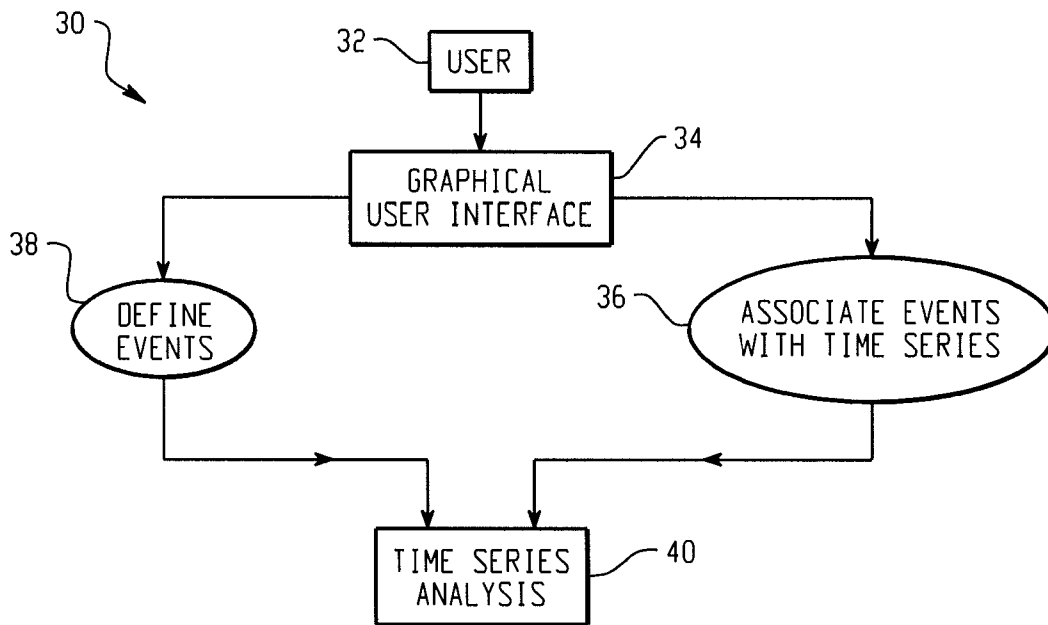 30
32
USER
34
GRAPHICAL
USER INTERFACE
38
DEFINE
EVENTS
36
ASSOCIATE EVENTS
WITH TIME SERIES
TIME SERIES
ANALYSIS
40